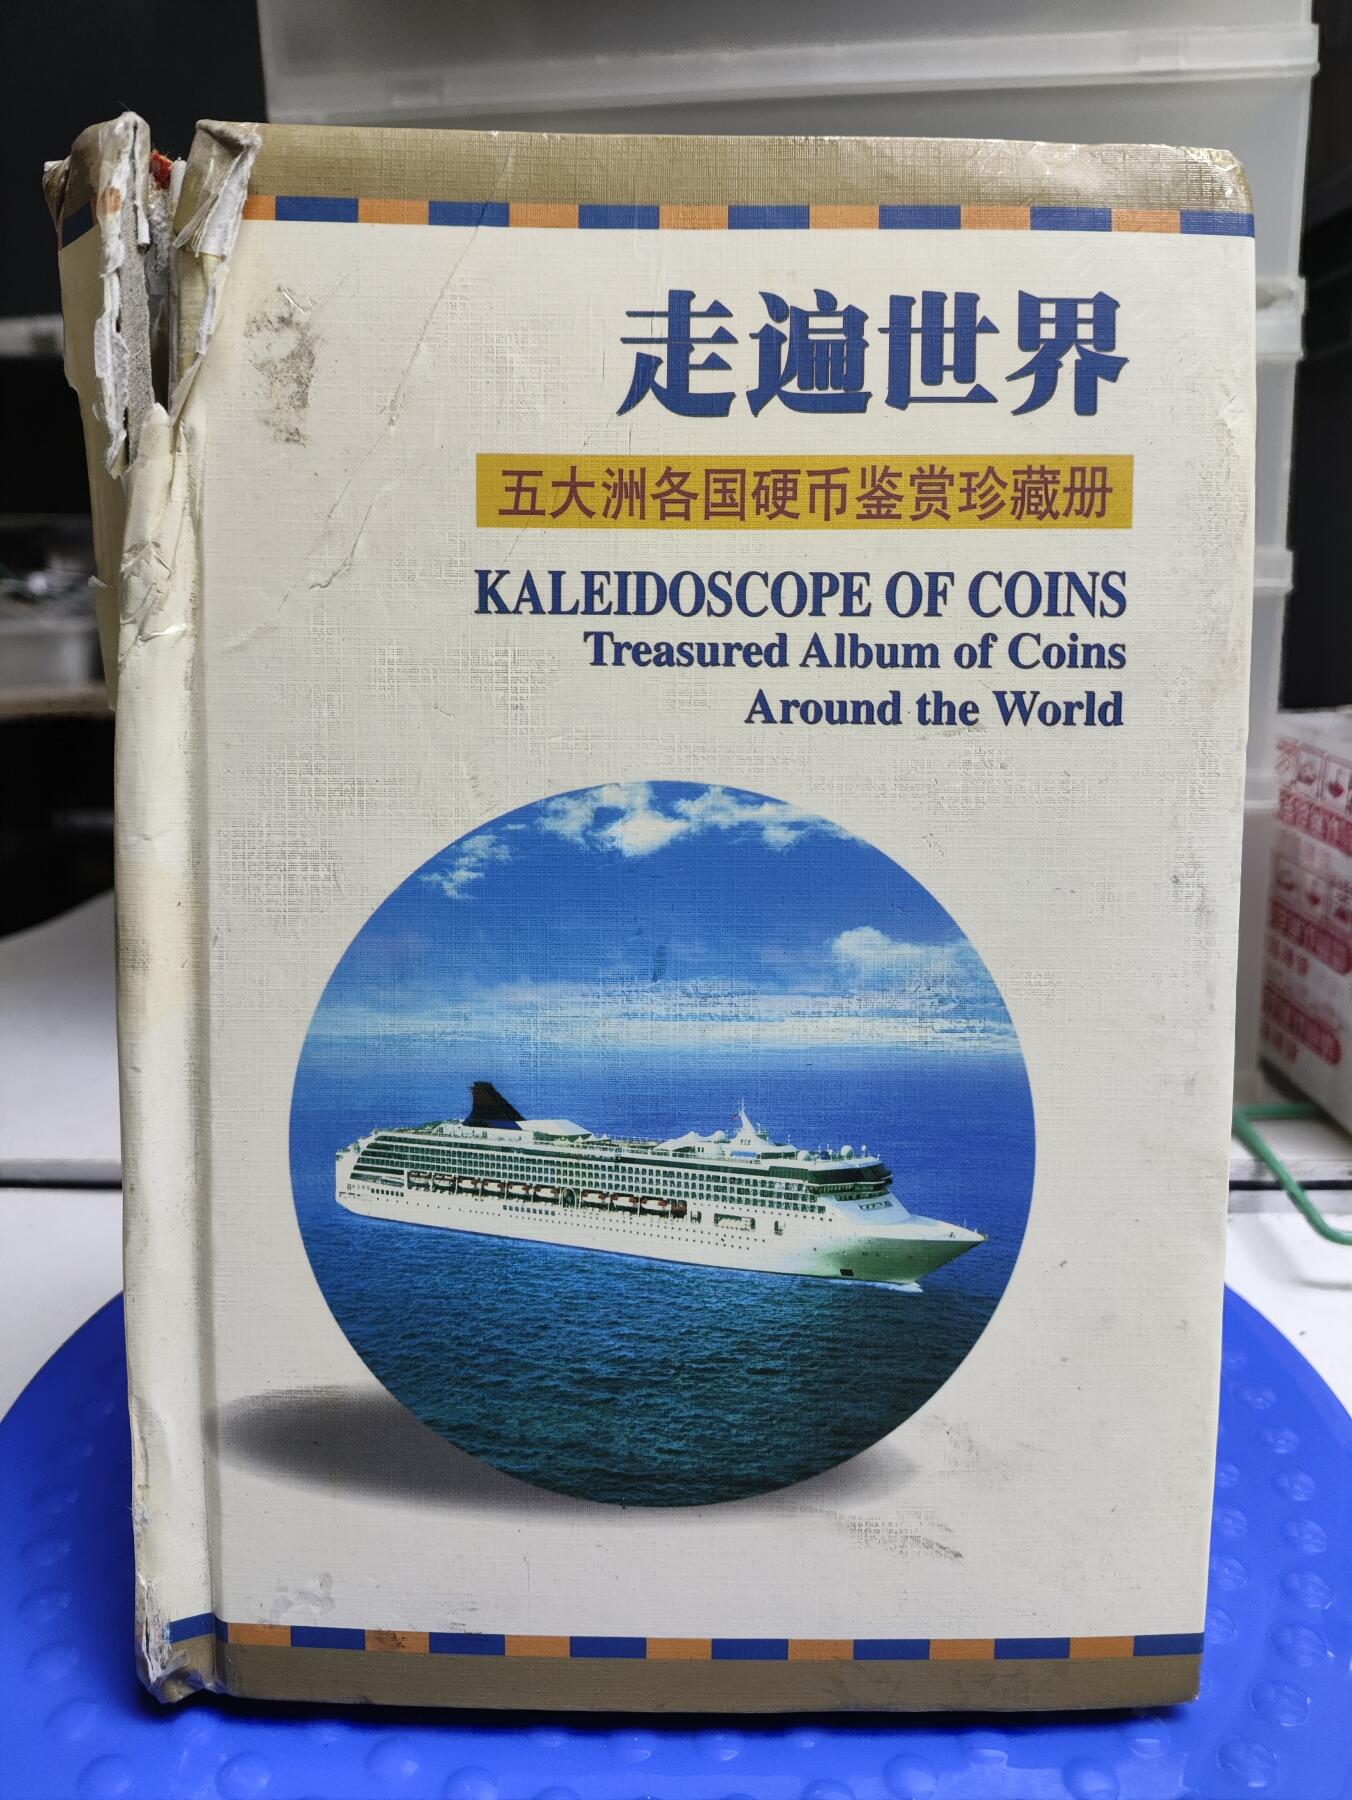 走遍世界
五大洲各国硬币鉴赏珍藏册
KALEIDOSCOPE OF COINS
Treasured Album of Coins
Around the World